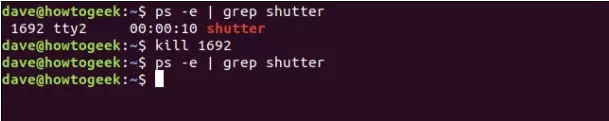 dave@howtogeek:~$ ps -e | grep shutter
 1692 tty2     00:00:10 shutter
dave@howtogeek:~$ kill 1692
dave@howtogeek:~$ ps -e | grep shutter
dave@howtogeek:~$